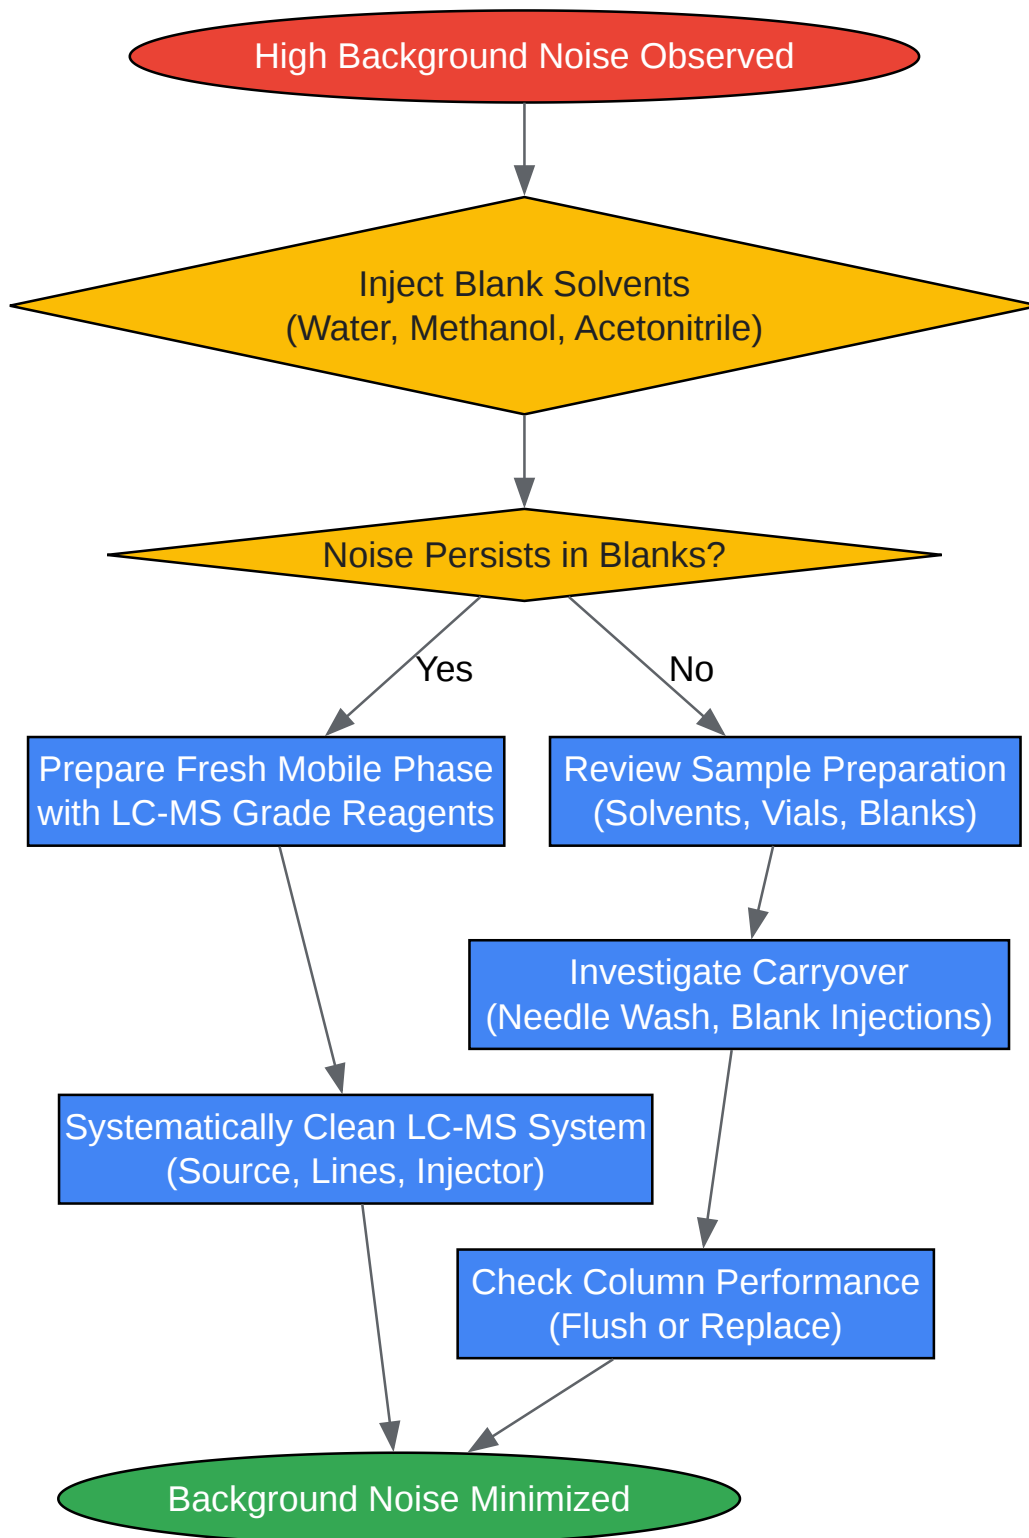 High Background Noise Observed
Inject Blank Solvents
(Water, Methanol, Acetonitrile)
Noise Persists in Blanks?
Yes
No
Prepare Fresh Mobile Phase
with LC-MS Grade Reagents
Review Sample Preparation
(Solvents, Vials, Blanks)
Investigate Carryover
(Needle Wash, Blank Injections)
Systematically Clean LC-MS System
(Source, Lines, Injector)
Check Column Performance
(Flush or Replace)
Background Noise Minimized